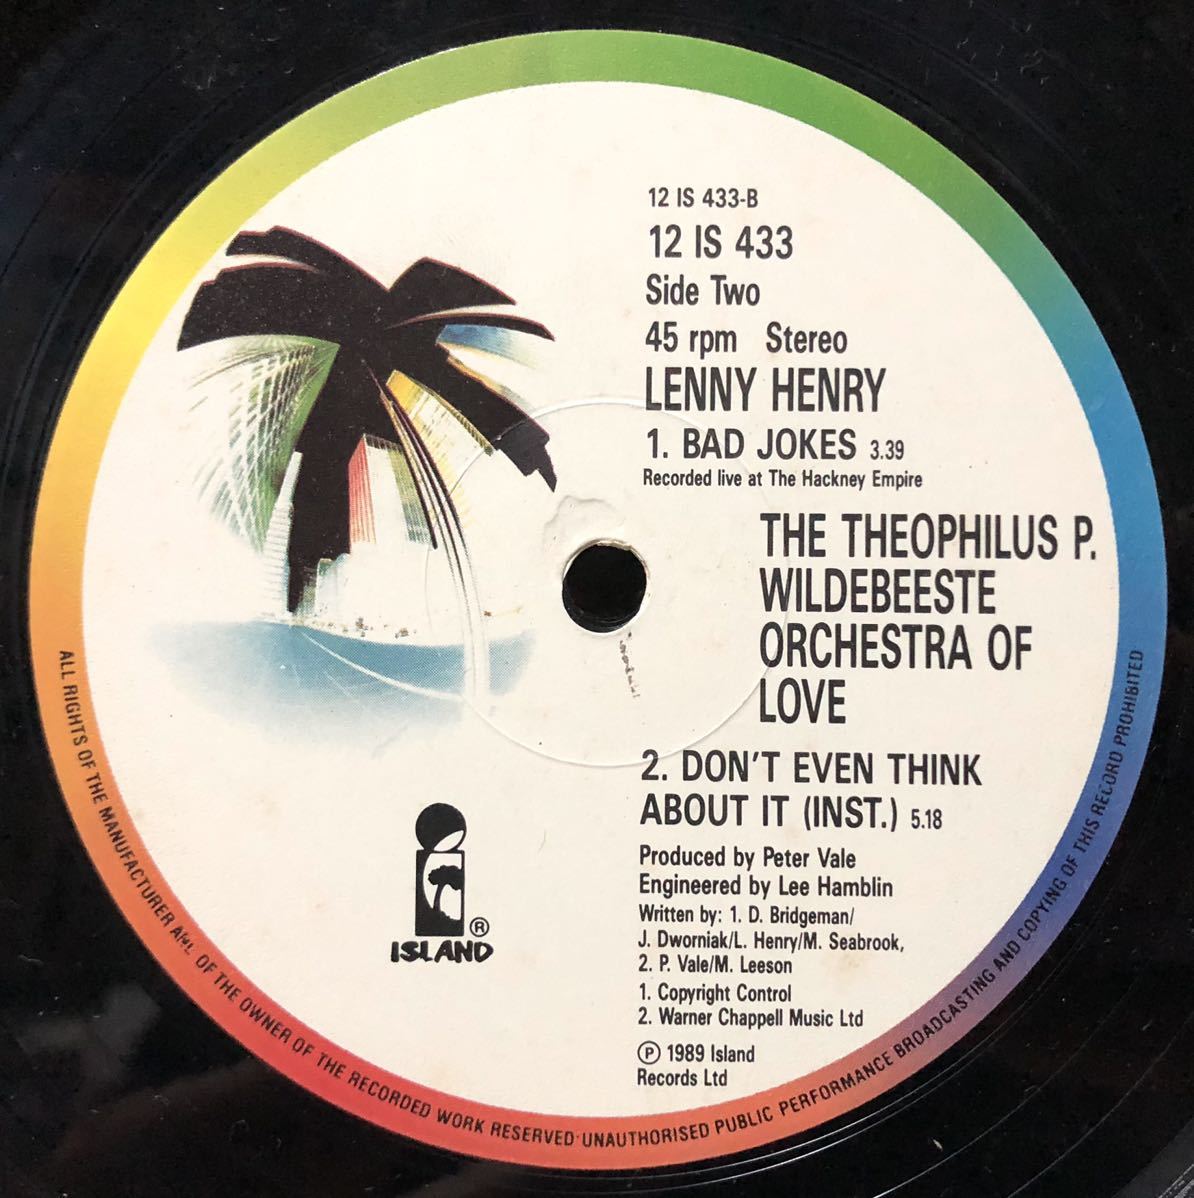 12 IS 433-B
12 IS 433
Side Two
45 rpm Stereo
LENNY HENRY
1. BAD JOKES 3.39
Recorded live at The Hackney Empire
THE THEOPHILUS P.
WILDEBEESTE
ORCHESTRA OF
LOVE
2. DON'T EVEN THINK
ABOUT IT (INST.) 5.18
Produced by Peter Vale
Engineered by Lee Hamblin
Written by: 1. D. Bridgeman/
J. Dworniak/L. Henry/M. Seabrook,
2. P. Vale/M. Leeson
1. Copyright Control
2. Warner Chappell Music Ltd
℗ 1989 Island
Records Ltd
®
ISLAND
ALL RIGHTS OF THE MANUFACTURER AND OF THE OWNER OF THE RECORDED WORK RESERVED·UNAUTHORISED PUBLIC PERFORMANCE BROADCASTING AND COPYING OF THIS RECORD PROHIBITED